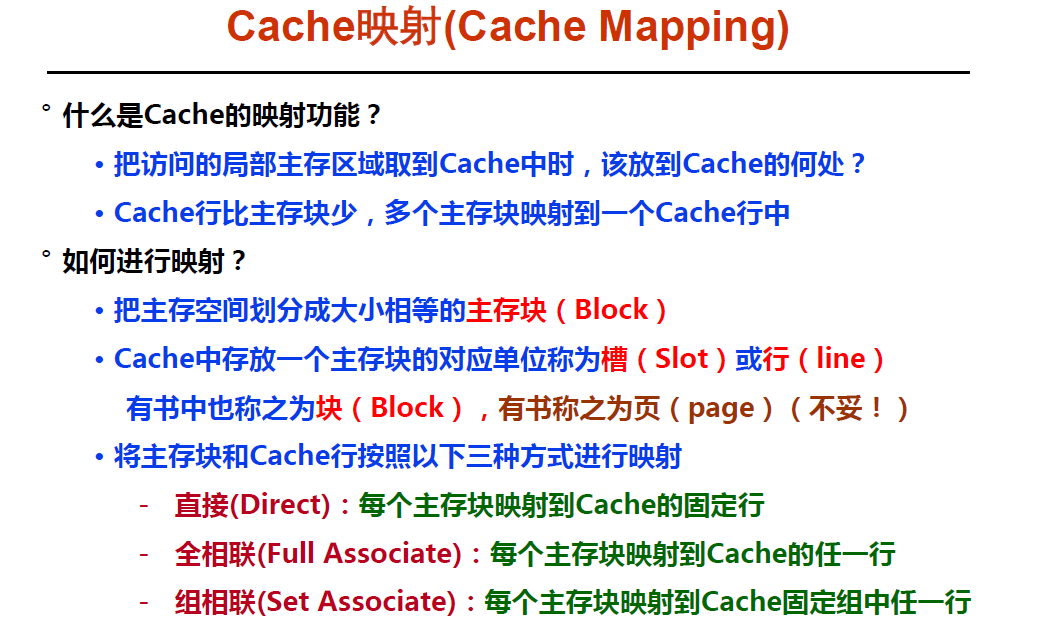 Cache映射(Cache Mapping)
° 什么是Cache的映射功能？
• 把访问的局部主存区域取到Cache中时，该放到Cache的何处？
• Cache行比主存块少，多个主存块映射到一个Cache行中
° 如何进行映射？
• 把主存空间划分成大小相等的主存块（Block）
• Cache中存放一个主存块的对应单位称为槽（Slot）或行（line）
有书中也称之为块（Block），有书称之为页（page）（不妥！）
• 将主存块和Cache行按照以下三种方式进行映射
- 直接(Direct)：每个主存块映射到Cache的固定行
- 全相联(Full Associate)：每个主存块映射到Cache的任一行
- 组相联(Set Associate)：每个主存块映射到Cache固定组中任一行